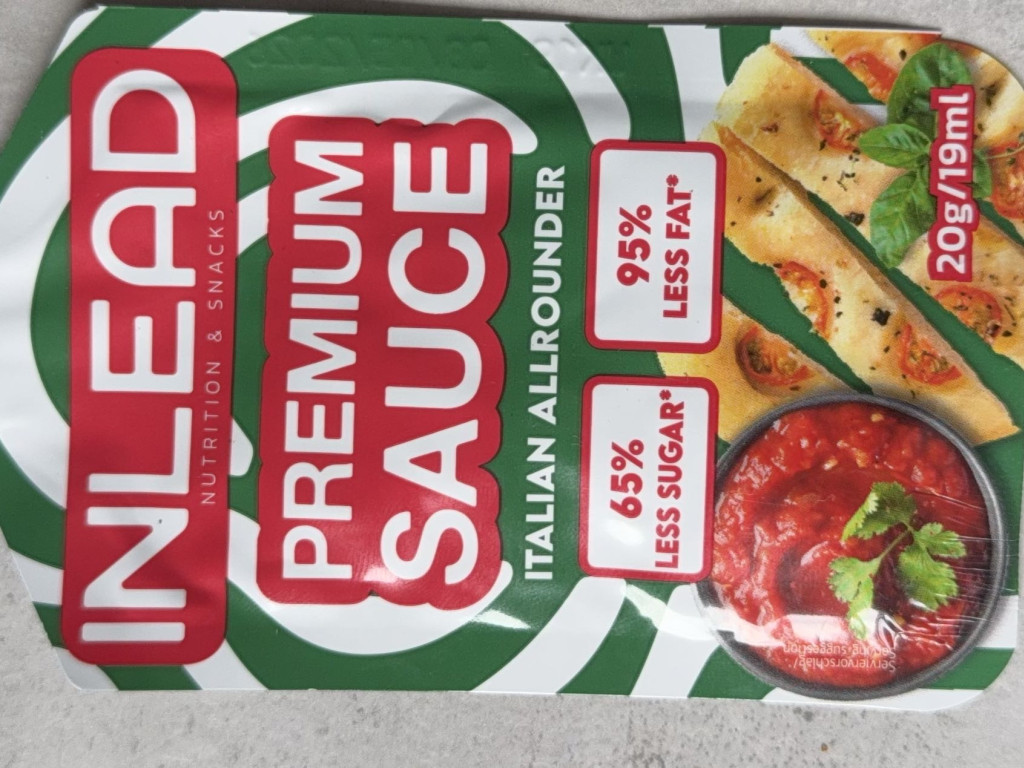 INLEAD
NUTRITION & SNACKS
PREMIUM
SAUCE
ITALIAN ALLROUNDER
65%
LESS SUGAR*
95%
LESS FAT*
20g/19ml
Serviervorschlag/
Serving suggestion